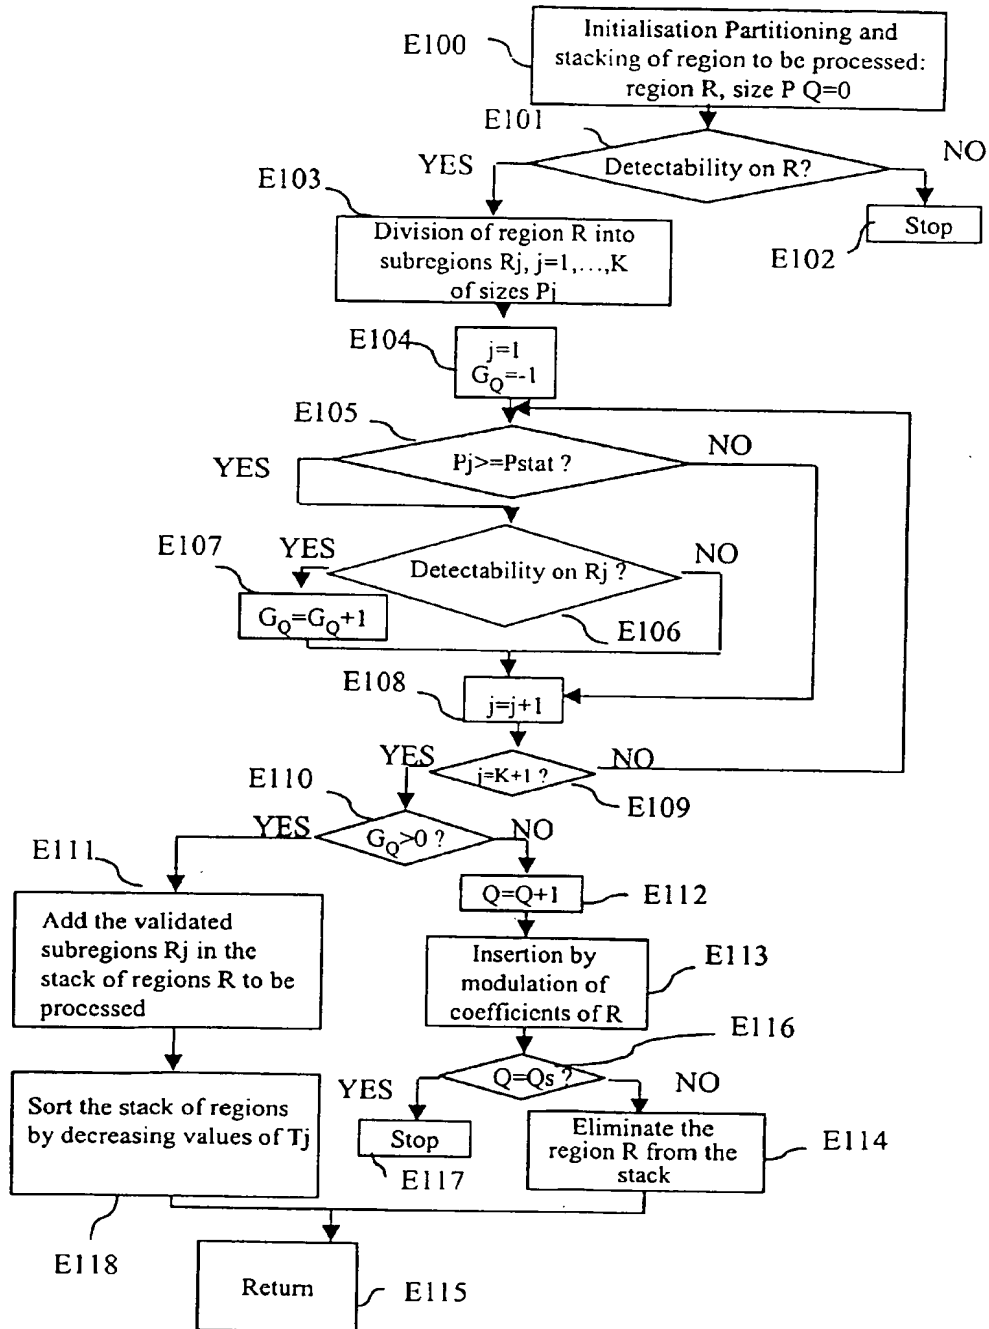 Initialisation Partitioning and
stacking of region to be processed:
region R, size P Q=0
E100
E101
Detectability on R?
YES
NO
E103
Stop
E102
Division of region R into
subregions Rj, j=1,...,K
of sizes Pj
E104
j=1
G_Q=-1
E105
Pj>=Pstat ?
YES
NO
E107
YES
Detectability on Rj ?
NO
G_Q=G_Q+1
E106
E108
j=j+1
YES
j=K+1 ?
NO
E110
E109
YES
G_Q>0 ?
NO
E111
Q=Q+1
E112
Add the validated
subregions Rj in the
stack of regions R to be
processed
Insertion by
modulation of
coefficients of R
E113
E116
Q=Qs ?
YES
NO
Sort the stack of regions
by decreasing values of Tj
Stop
E117
Eliminate the
region R from the
stack
E114
E118
Return
E115